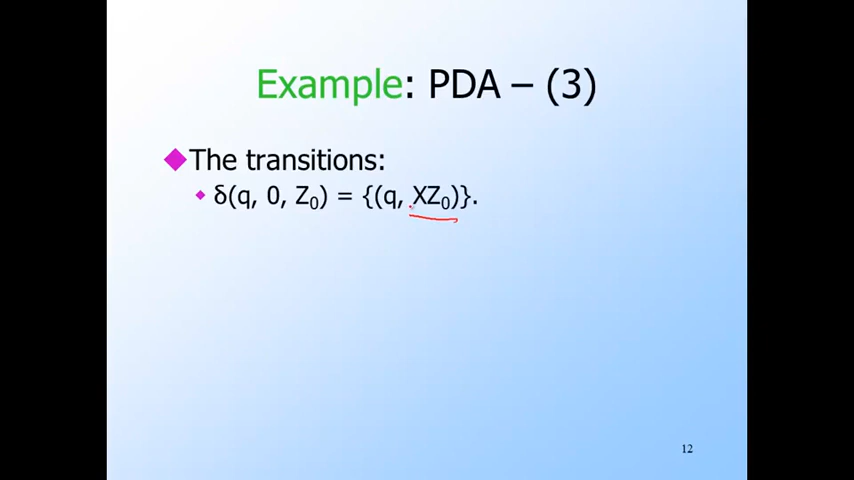 Example: PDA – (3)
The transitions:
δ(q, 0, Z₀) = {(q, XZ₀)}.
12